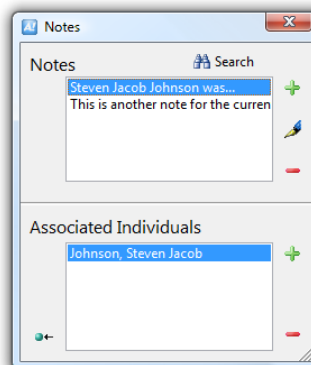 Notes
Notes
Search
Steven Jacob Johnson was...
This is another note for the curren
Associated Individuals
Johnson, Steven Jacob